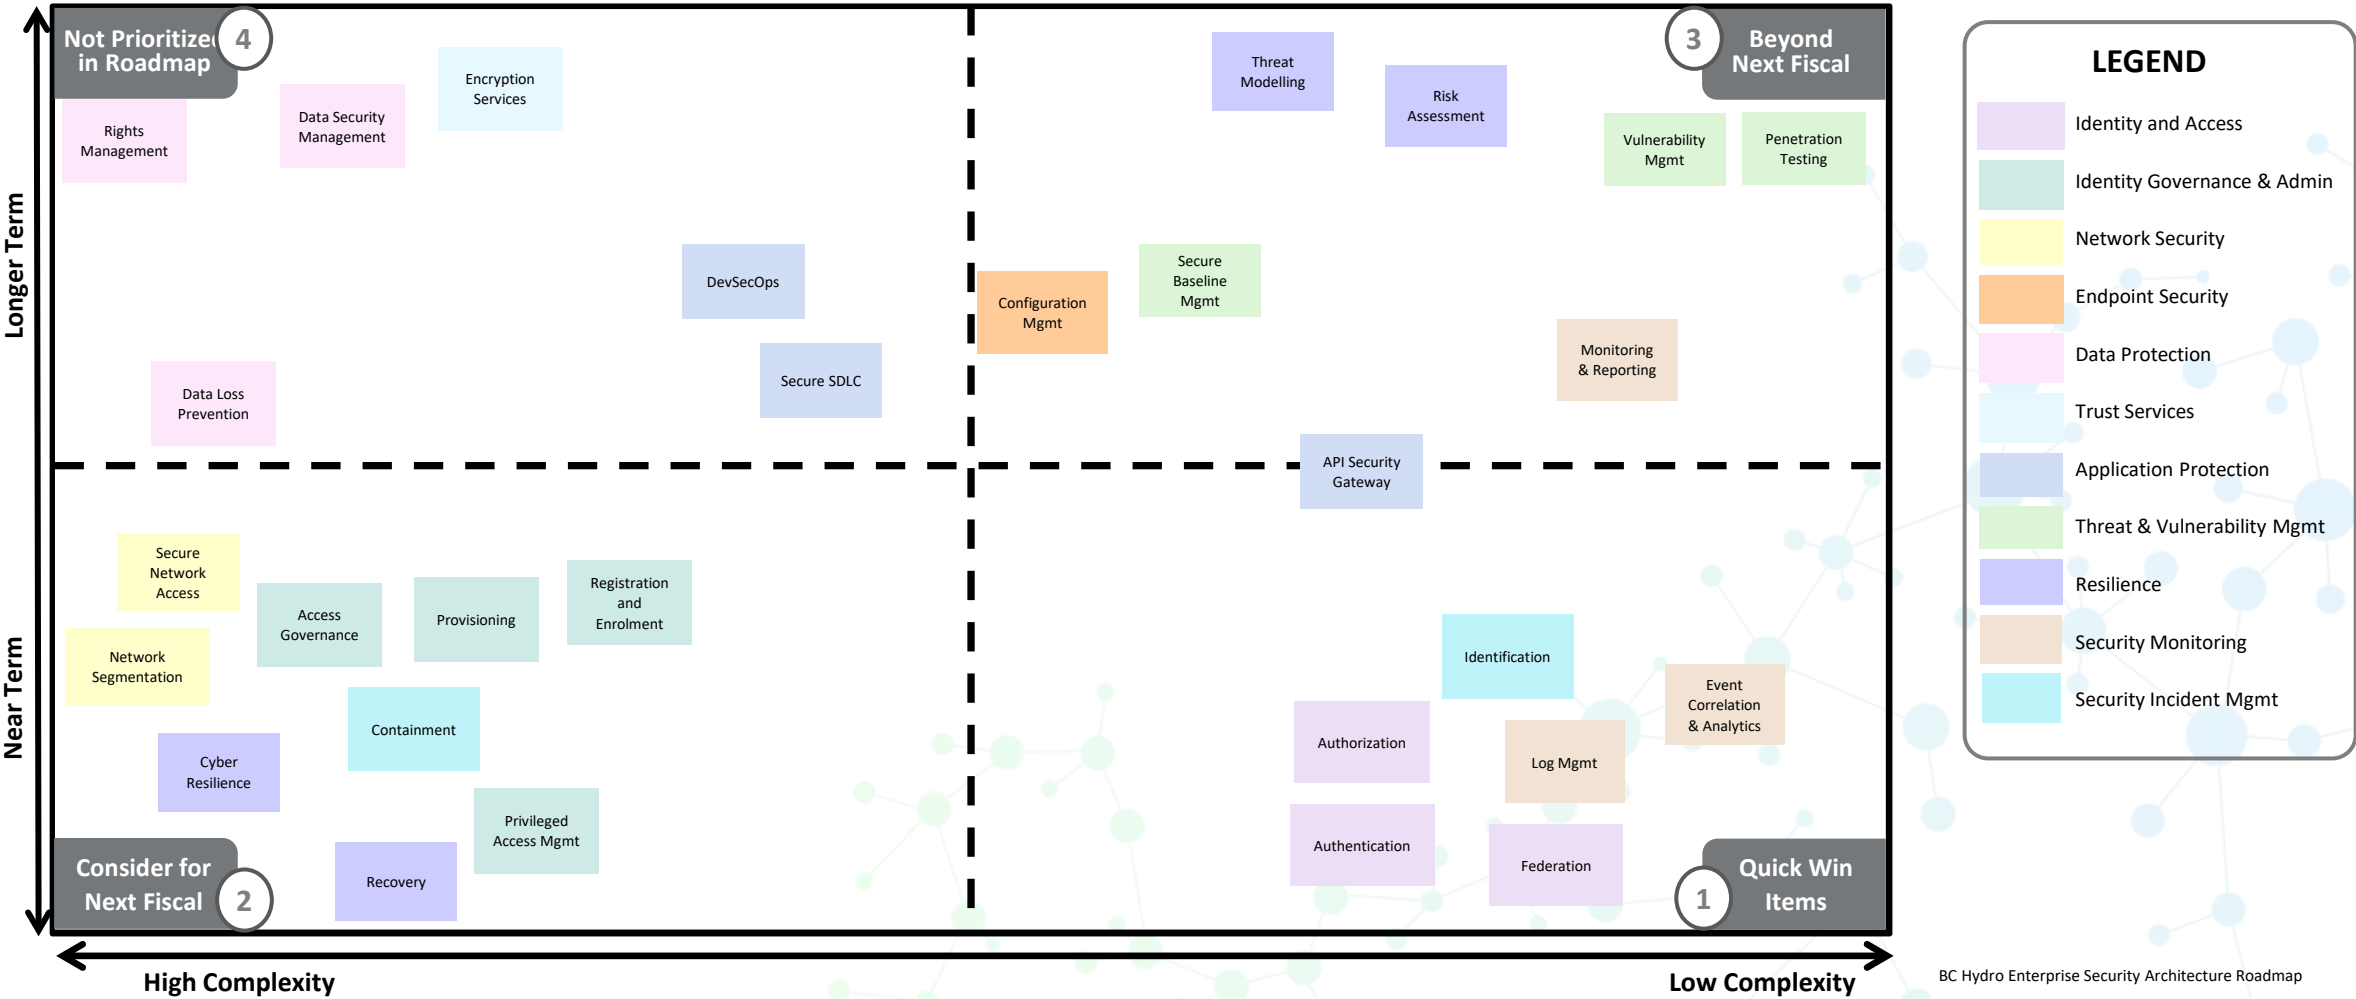 Not Prioritized
in Roadmap
4
Encryption
Services
Data Security
Management
Rights
Management
DevSecOps
Secure SDLC
Data Loss
Prevention
3
Beyond
Next Fiscal
Threat
Modelling
Risk
Assessment
Vulnerability
Mgmt
Penetration
Testing
Secure
Baseline
Mgmt
Configuration
Mgmt
Monitoring
& Reporting
API Security
Gateway
Longer Term
Near Term
Secure
Network
Access
Access
Governance
Provisioning
Registration
and
Enrolment
Network
Segmentation
Containment
Cyber
Resilience
Privileged
Access Mgmt
Recovery
Consider for
Next Fiscal
2
Identification
Event
Correlation
& Analytics
Authorization
Log Mgmt
Authentication
Federation
1
Quick Win
Items
High Complexity
Low Complexity
LEGEND
Identity and Access
Identity Governance & Admin
Network Security
Endpoint Security
Data Protection
Trust Services
Application Protection
Threat & Vulnerability Mgmt
Resilience
Security Monitoring
Security Incident Mgmt
BC Hydro Enterprise Security Architecture Roadmap